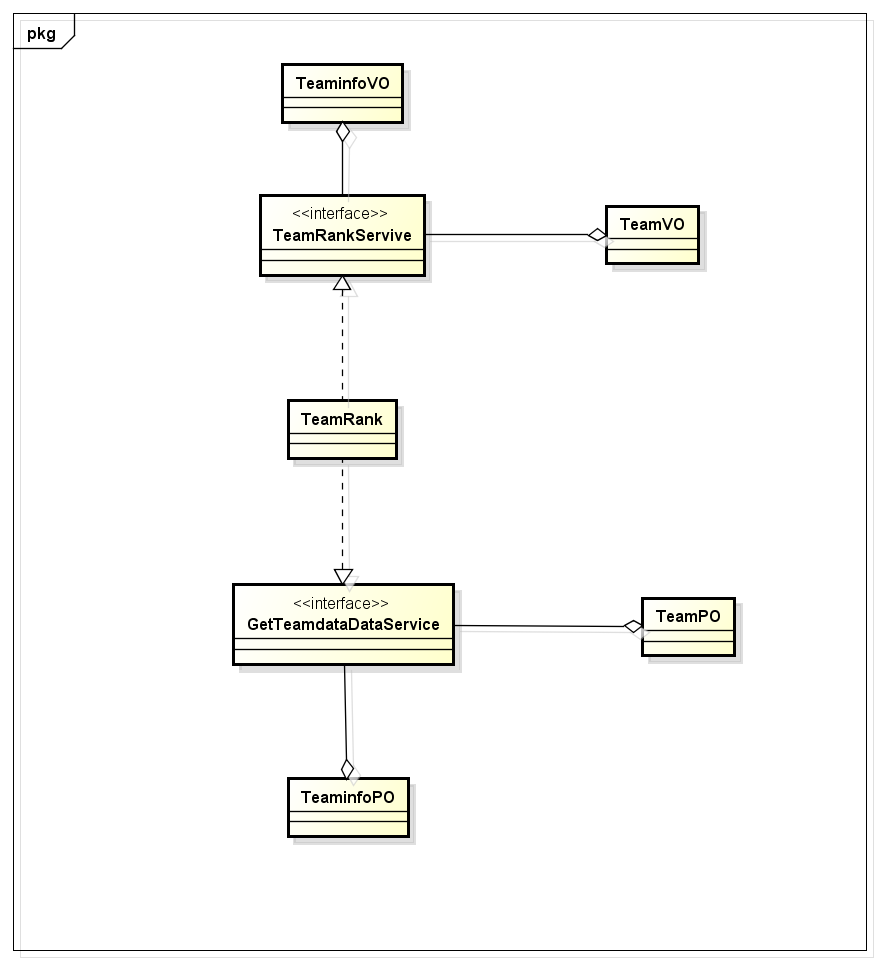 pkg
TeaminfoVO
<<interface>>
TeamRankServive
TeamVO
TeamRank
<<interface>>
GetTeamdataDataService
TeamPO
TeaminfoPO